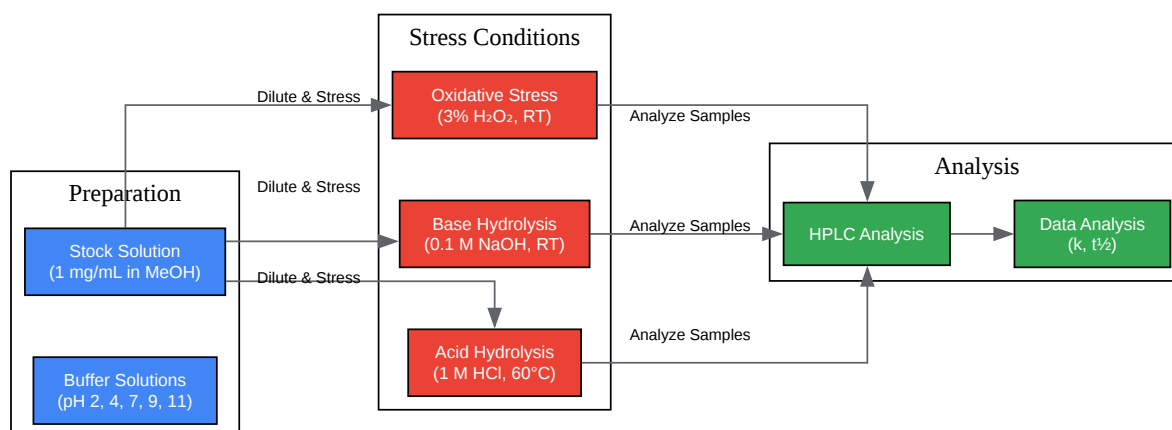 Preparation
Stock Solution
(1 mg/mL in MeOH)
Buffer Solutions
(pH 2, 4, 7, 9, 11)
Dilute & Stress
Dilute & Stress
Dilute & Stress
Stress Conditions
Oxidative Stress
(3% H₂O₂, RT)
Base Hydrolysis
(0.1 M NaOH, RT)
Acid Hydrolysis
(1 M HCl, 60°C)
Analyze Samples
Analyze Samples
Analyze Samples
Analysis
HPLC Analysis
Data Analysis
(k, t½)